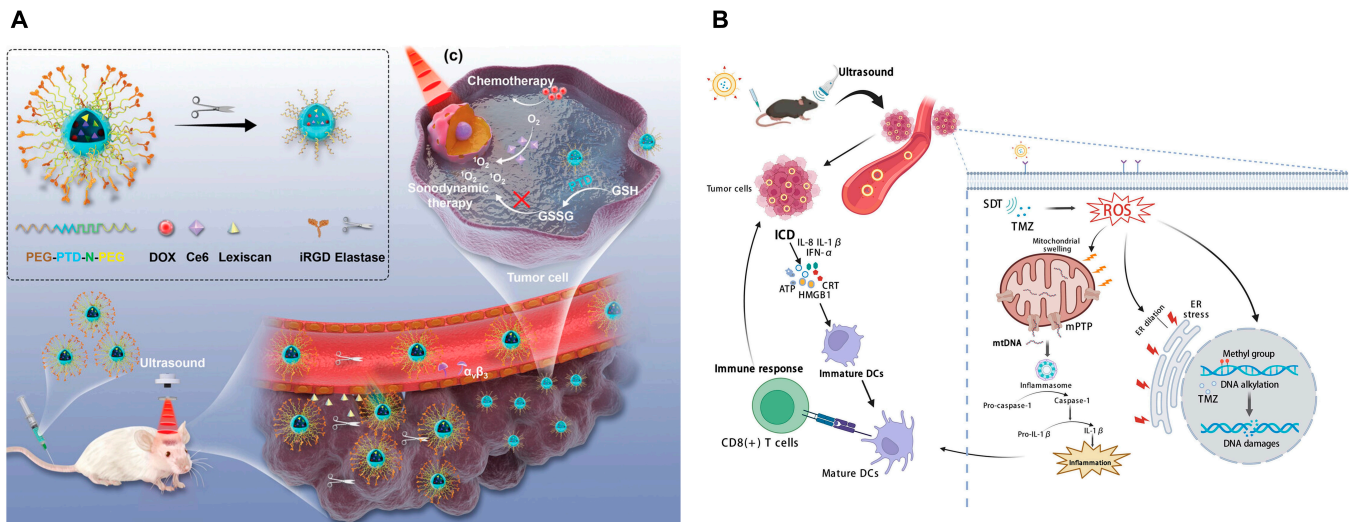 A
PEG-PTD-N-PEG
DOX
Ce6
Lexiscan
iRGD
Elastase
(c)
Chemotherapy
O2
¹O2
¹O2
¹O2
Sonodynamic
therapy
PTD
GSH
GSSG
Tumor cell
Ultrasound
αvβ3
B
Ultrasound
Tumor cells
ICD
IL-8 IL-1 β
IFN-α
ATP
CRT
HMGB1
Immature DCs
Immune response
CD8(+) T cells
Mature DCs
SDT
TMZ
ROS
Mitochondrial
swelling
mPTP
mtDNA
Inflammasome
Pro-caspase-1
Caspase-1
Pro-IL-1 β
IL-1 β
Inflammation
ER dilation
ER
stress
Methyl group
DNA alkylation
TMZ
DNA damages